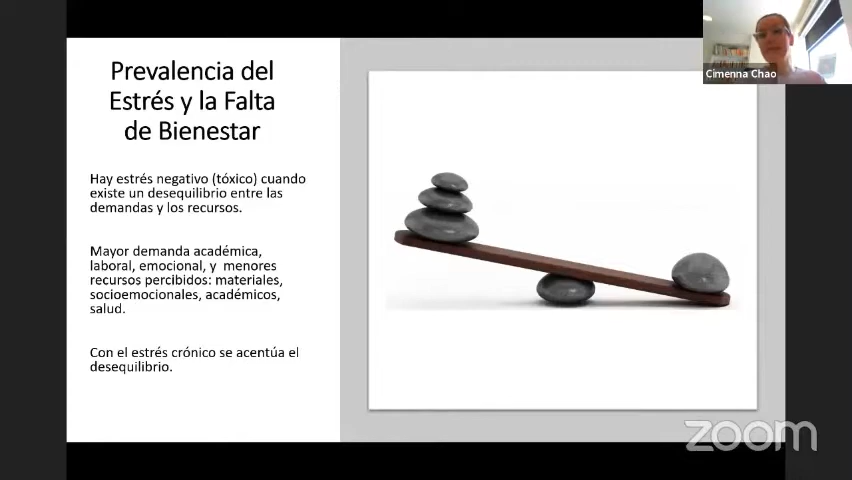 Cimenna Chao
Prevalencia del
Estrés y la Falta
de Bienestar
Hay estrés negativo (tóxico) cuando
existe un desequilibrio entre las
demandas y los recursos.
Mayor demanda académica,
laboral, emocional, y menores
recursos percibidos: materiales,
socioemocionales, académicos,
salud.
Con el estrés crónico se acentúa el
desequilibrio.
zoom